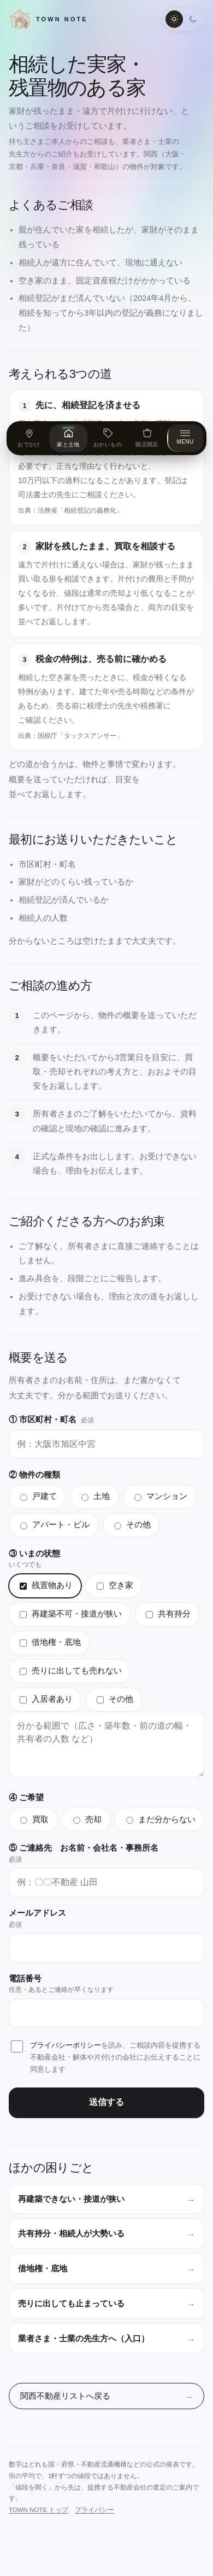 TOWN NOTE
相続した実家・
残置物のある家
家財が残ったまま・遠方で片付けに行けない、と
いうご相談をお受けしています。
持ち主さまご本人からのご相談も、業者さま・士業の
先生方からのご紹介もお受けしています。関西（大阪・
京都・兵庫・奈良・滋賀・和歌山）の物件が対象です。
よくあるご相談
親が住んでいた家を相続したが、家財がそのまま
残っている
相続人が遠方に住んでいて、現地に通えない
空き家のまま、固定資産税だけがかかっている
相続登記がまだ済んでいない（2024年4月から、
相続を知ってから3年以内の登記が義務になりまし
た）
考えられる3つの道
1 先に、相続登記を済ませる
おでかけ
家と土地
おかいもの
開店閉店
MENU
必要です。正当な理由なく行わないと、
10万円以下の過料になることがあります。登記は
司法書士の先生にご相談ください。
出典：法務省「相続登記の義務化」
2 家財を残したまま、買取を相談する
遠方で片付けに通えない場合は、家財が残ったまま
買い取る形を相談できます。片付けの費用と手間が
なくなる分、値段は通常の売却より低くなることが
多いです。片付けてから売る場合と、両方の目安を
並べてお返しします。
3 税金の特例は、売る前に確かめる
相続した空き家を売ったときに、税金が軽くなる
特例があります。建てた年や売る時期などの条件が
あるため、売る前に税理士の先生や税務署に
ご確認ください。
出典：国税庁「タックスアンサー」
どの道が合うかは、物件と事情で変わります。
概要を送っていただければ、目安を
並べてお返しします。
最初にお送りいただきたいこと
市区町村・町名
家財がどのくらい残っているか
相続登記が済んでいるか
相続人の人数
分からないところは空けたままで大丈夫です。
ご相談の進め方
1 このページから、物件の概要を送っていただ
きます。
2 概要をいただいてから3営業日を目安に、買
取・売却それぞれの考え方と、おおよその目
安をお返しします。
3 所有者さまのご了解をいただいてから、資料
の確認と現地の確認に進みます。
4 正式な条件をお出しします。お受けできない
場合も、理由をお伝えします。
ご紹介くださる方へのお約束
ご了解なく、所有者さまに直接ご連絡することは
しません。
進み具合を、段階ごとにご報告します。
お受けできない場合も、理由と次の道をお返しし
ます。
概要を送る
所有者さまのお名前・住所は、まだ書かなくて
大丈夫です。分かる範囲でお送りください。
① 市区町村・町名 必須
例：大阪市旭区中宮
② 物件の種類
戸建て 土地 マンション
アパート・ビル その他
③ いまの状態
いくつでも
残置物あり 空き家
再建築不可・接道が狭い 共有持分
借地権・底地
売りに出しても売れない
入居者あり その他
分かる範囲で（広さ・築年数・前の道の幅・
共有者の人数 など）
④ ご希望
買取 売却 まだ分からない
⑤ ご連絡先 お名前・会社名・事務所名
必須
例：〇〇不動産 山田
メールアドレス
必須
電話番号
任意・あるとご連絡が早くなります
プライバシーポリシーを読み、ご相談内容を提携する
不動産会社・解体や片付けの会社にお伝えすることに
同意します
送信する
ほかの困りごと
再建築できない・接道が狭い →
共有持分・相続人が大勢いる →
借地権・底地 →
売りに出しても止まっている →
業者さま・士業の先生方へ（入口） →
関西不動産リストへ戻る →
数字はどれも国・府県・不動産流通機構などの公式の発表です。
街の平均で、1軒ずつの値段ではありません。
「値段を聞く」から先は、提携する不動産会社の査定のご案内で
す。
TOWN NOTE トップ プライバシー